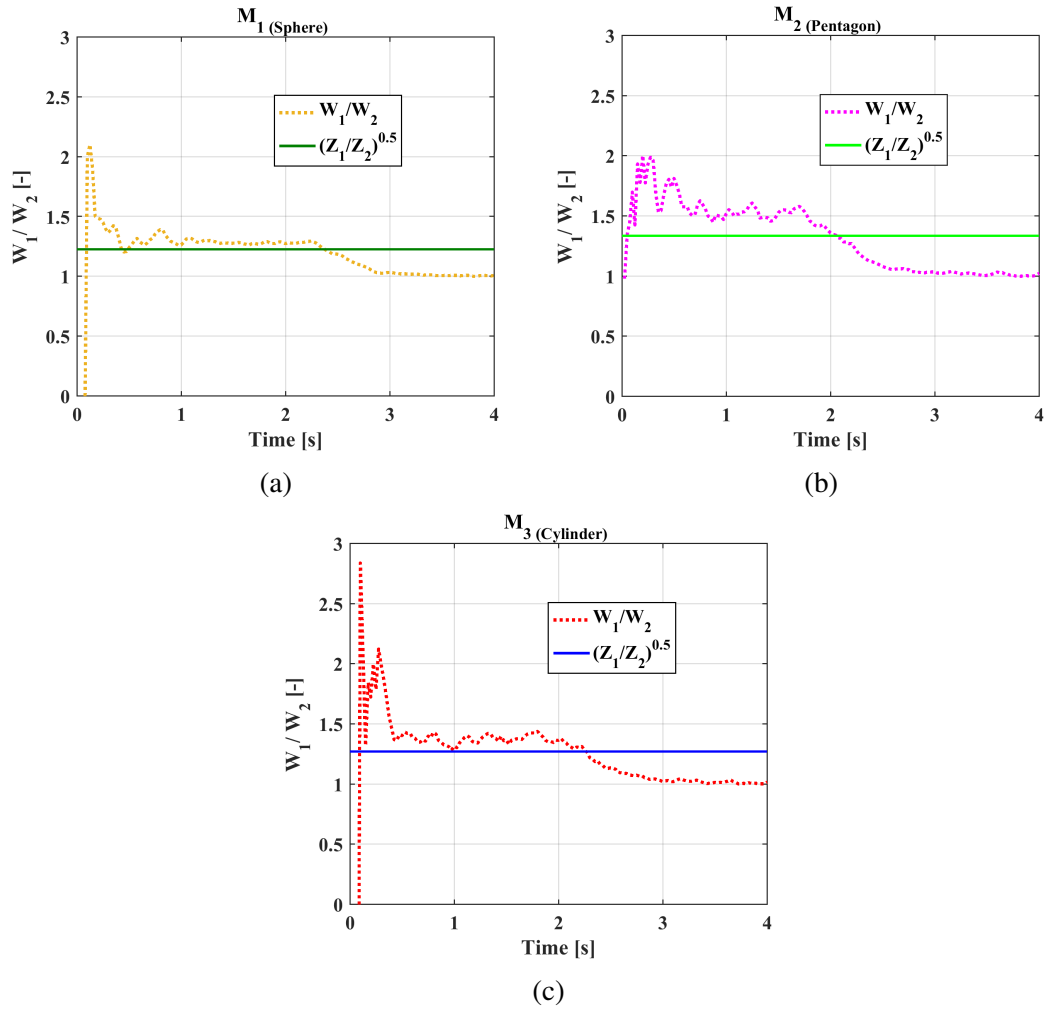 M1 (Sphere)
3
2.5
2
1.5
1
0.5
0
W1/ W2 [-]
W1/W2
(Z1/Z2)0.5
0 1 2 3 4
Time [s]
(a)
M2 (Pentagon)
3
2.5
2
1.5
1
0.5
0
W1/ W2 [-]
W1/W2
(Z1/Z2)0.5
0 1 2 3 4
Time [s]
(b)
M3 (Cylinder)
3
2.5
2
1.5
1
0.5
0
W1/ W2 [-]
W1/W2
(Z1/Z2)0.5
0 1 2 3 4
Time [s]
(c)